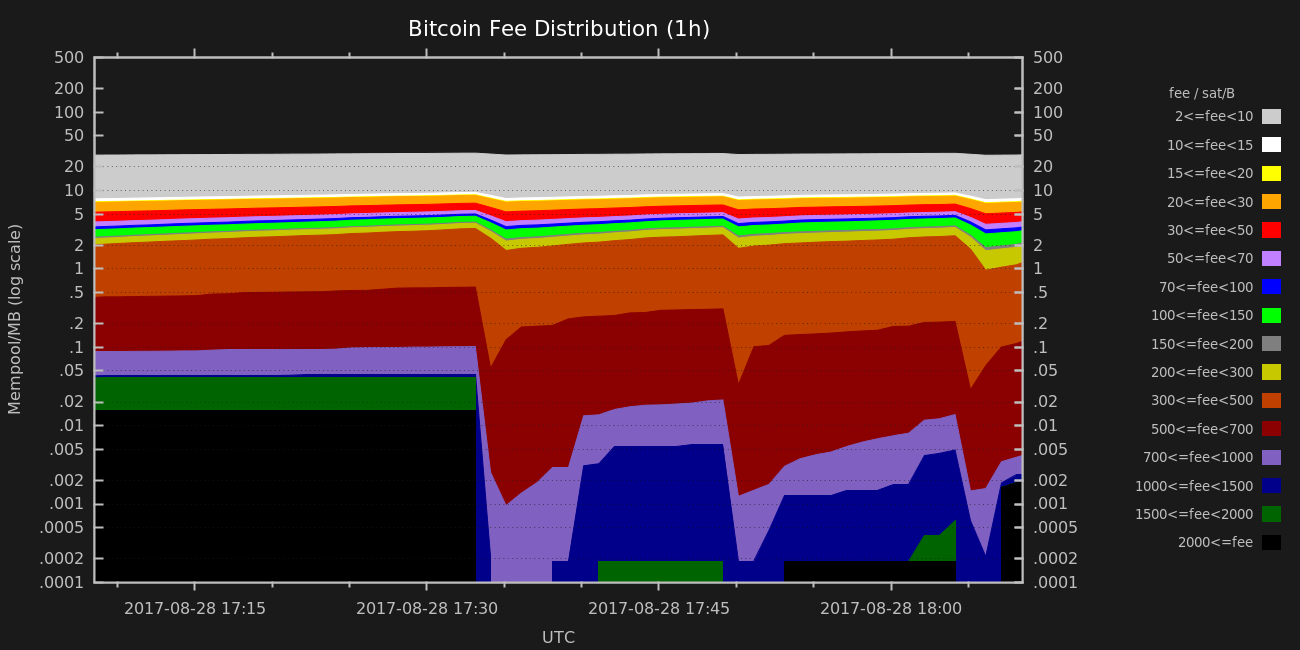 Bitcoin Fee Distribution (1h)
500
200
100
50
20
10
5
2
1
.5
.2
.1
.05
.02
.01
.005
.002
.001
.0005
.0002
.0001
Mempool/MB (log scale)
500
200
100
50
20
10
5
2
1
.5
.2
.1
.05
.02
.01
.005
.002
.001
.0005
.0002
.0001
2017-08-28 17:15
2017-08-28 17:30
2017-08-28 17:45
2017-08-28 18:00
UTC
fee / sat/B
2<=fee<10
10<=fee<15
15<=fee<20
20<=fee<30
30<=fee<50
50<=fee<70
70<=fee<100
100<=fee<150
150<=fee<200
200<=fee<300
300<=fee<500
500<=fee<700
700<=fee<1000
1000<=fee<1500
1500<=fee<2000
2000<=fee